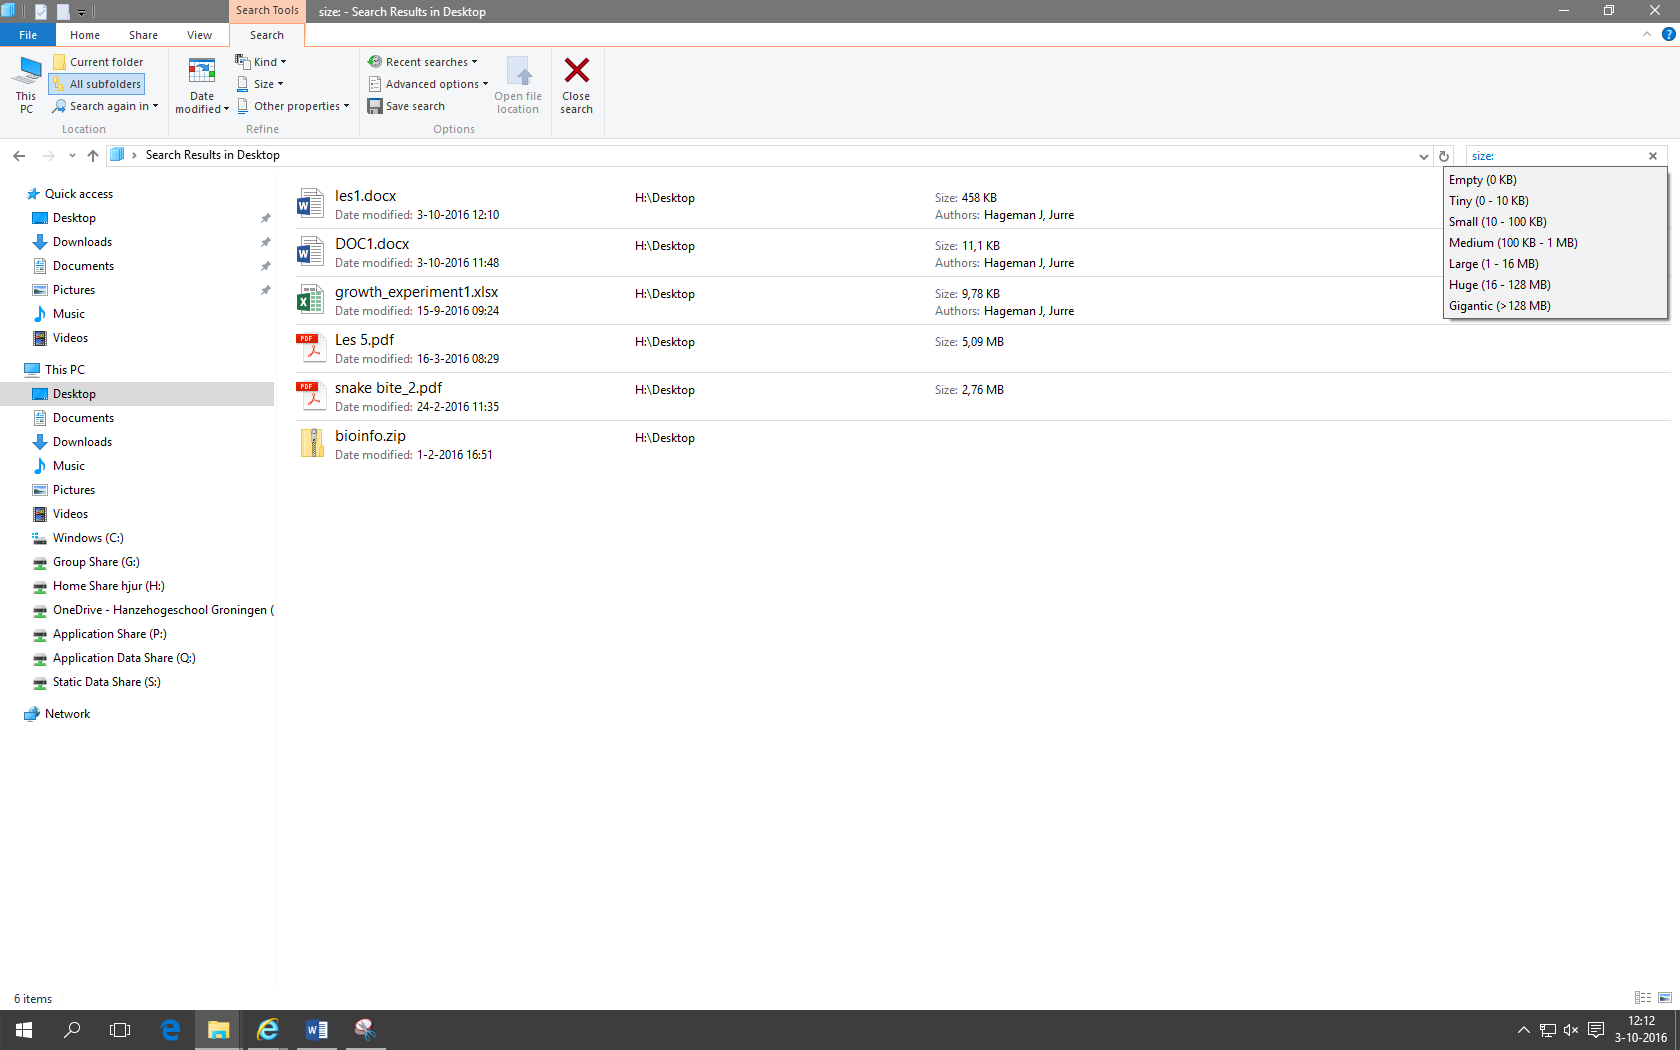 Search Tools
size: - Search Results in Desktop
File
Home
Share
View
Search
This PC
Current folder
All subfolders
Search again in
Location
Date modified
Kind
Size
Other properties
Refine
Recent searches
Advanced options
Save search
Options
Open file location
Close search
Search Results in Desktop
size:
Empty (0 KB)
Tiny (0 - 10 KB)
Small (10 - 100 KB)
Medium (100 KB - 1 MB)
Large (1 - 16 MB)
Huge (16 - 128 MB)
Gigantic (>128 MB)
Quick access
Desktop
Downloads
Documents
Pictures
Music
Videos
This PC
Desktop
Documents
Downloads
Music
Pictures
Videos
Windows (C:)
Group Share (G:)
Home Share hjur (H:)
OneDrive - Hanzehogeschool Groningen (
Application Share (P:)
Application Data Share (Q:)
Static Data Share (S:)
Network
les1.docx
H:\Desktop
Size: 458 KB
Date modified: 3-10-2016 12:10
Authors: Hageman J, Jurre
DOC1.docx
H:\Desktop
Size: 11,1 KB
Date modified: 3-10-2016 11:48
Authors: Hageman J, Jurre
growth_experiment1.xlsx
H:\Desktop
Size: 9,78 KB
Date modified: 15-9-2016 09:24
Authors: Hageman J, Jurre
PDF
Les 5.pdf
H:\Desktop
Size: 5,09 MB
Date modified: 16-3-2016 08:29
PDF
snake bite_2.pdf
H:\Desktop
Size: 2,76 MB
Date modified: 24-2-2016 11:35
bioinfo.zip
H:\Desktop
Date modified: 1-2-2016 16:51
6 items
12:12
3-10-2016